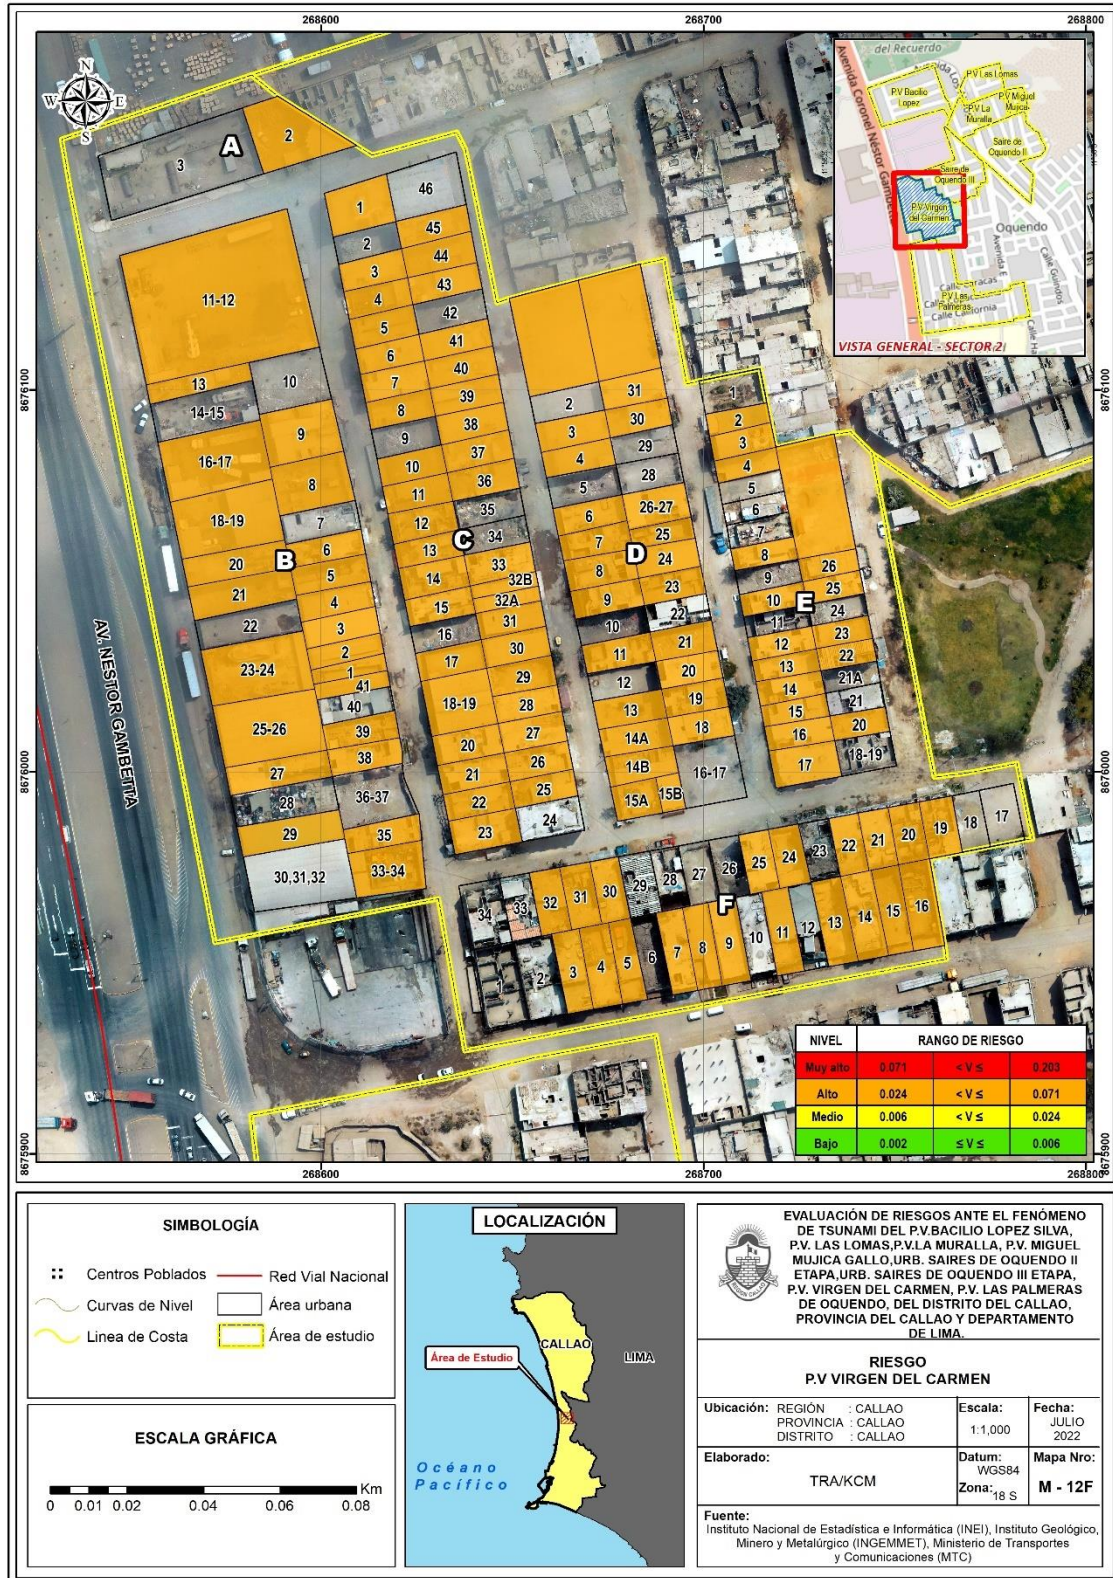 268600
268700
268800
8676100
8676000
8675900
8676100
8676000
8675900
268600
268700
268800
N
W
E
S
Avenida Coronel Néstor Gambetta
del Recuerdo
P.V Las Lomas
P.V Bacilio
Lopez
P.V Miguel
Mujica
P.V La
Muralla
Saire de
Oquendo II
Saire de
Oquendo III
P.V Virgen
del Carmen
Oquendo
Avenida E
Calle Guindos
P.V Las
Palmeras
Calle California
VISTA GENERAL - SECTOR 2
AV. NESTOR GAMBETTA
A
2
3
B
11-12
13
14-15
16-17
18-19
20
21
22
23-24
25-26
27
28
29
30,31,32
10
9
8
7
6
5
4
3
2
1
41
40
39
38
36-37
35
33-34
C
1
2
3
4
5
6
7
8
9
10
11
12
13
14
15
16
17
18-19
20
21
22
23
46
45
44
43
42
41
40
39
38
37
36
35
34
33
32B
32A
31
30
29
28
27
26
25
24
D
2
3
4
5
6
7
8
9
10
11
12
13
14A
14B
15A
15B
31
30
29
28
26-27
25
24
23
22
21
20
19
18
16-17
E
1
2
3
4
5
6
7
8
9
10
11
12
13
14
15
16
17
26
25
24
23
22
21A
21
20
18-19
F
34
33
32
31
30
29
28
27
26
25
24
23
22
21
20
19
18
17
1
2
3
4
5
6
7
8
9
10
11
12
13
14
15
16
NIVEL RANGO DE RIESGO
Muy alto 0.071 < V ≤ 0.203
Alto 0.024 < V ≤ 0.071
Medio 0.006 < V ≤ 0.024
Bajo 0.002 ≤ V ≤ 0.006
SIMBOLOGÍA
Centros Poblados
Red Vial Nacional
Curvas de Nivel
Área urbana
Linea de Costa
Área de estudio
ESCALA GRÁFICA
0 0.01 0.02 0.04 0.06 0.08 Km
LOCALIZACIÓN
CALLAO
LIMA
Área de Estudio
Océano
Pacífico
REGION CALLAO
EVALUACIÓN DE RIESGOS ANTE EL FENÓMENO
DE TSUNAMI DEL P.V.BACILIO LOPEZ SILVA,
P.V. LAS LOMAS,P.V.LA MURALLA, P.V. MIGUEL
MUJICA GALLO,URB. SAIRES DE OQUENDO II
ETAPA,URB. SAIRES DE OQUENDO III ETAPA,
P.V. VIRGEN DEL CARMEN, P.V. LAS PALMERAS
DE OQUENDO, DEL DISTRITO DEL CALLAO,
PROVINCIA DEL CALLAO Y DEPARTAMENTO
DE LIMA.
RIESGO
P.V VIRGEN DEL CARMEN
Ubicación: REGIÓN : CALLAO
PROVINCIA : CALLAO
DISTRITO : CALLAO
Escala:
1:1,000
Fecha:
JULIO
2022
Elaborado:
TRA/KCM
Datum:
WGS84
Zona: 18 S
Mapa Nro:
M - 12F
Fuente:
Instituto Nacional de Estadística e Informática (INEI), Instituto Geológico,
Minero y Metalúrgico (INGEMMET), Ministerio de Transportes
y Comunicaciones (MTC)